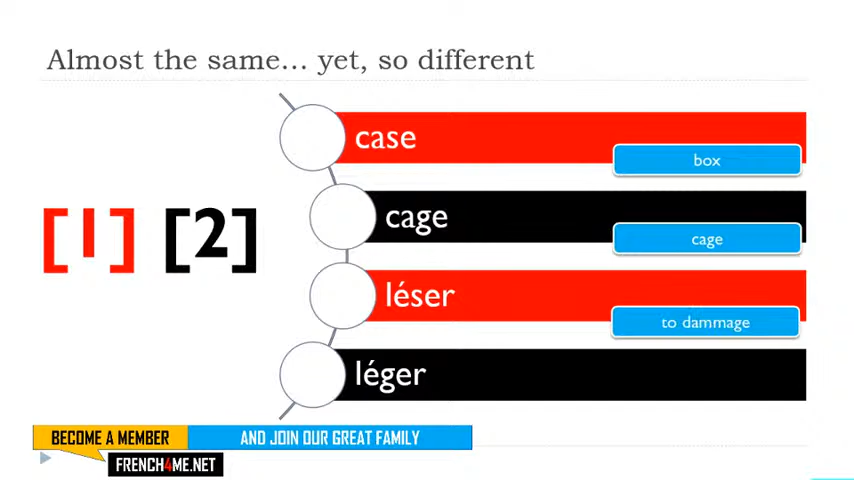 Almost the same... yet, so different
case
box
[1] [2]
cage
cage
léser
to dammage
léger
BECOME A MEMBER
AND JOIN OUR GREAT FAMILY
FRENCH4ME.NET